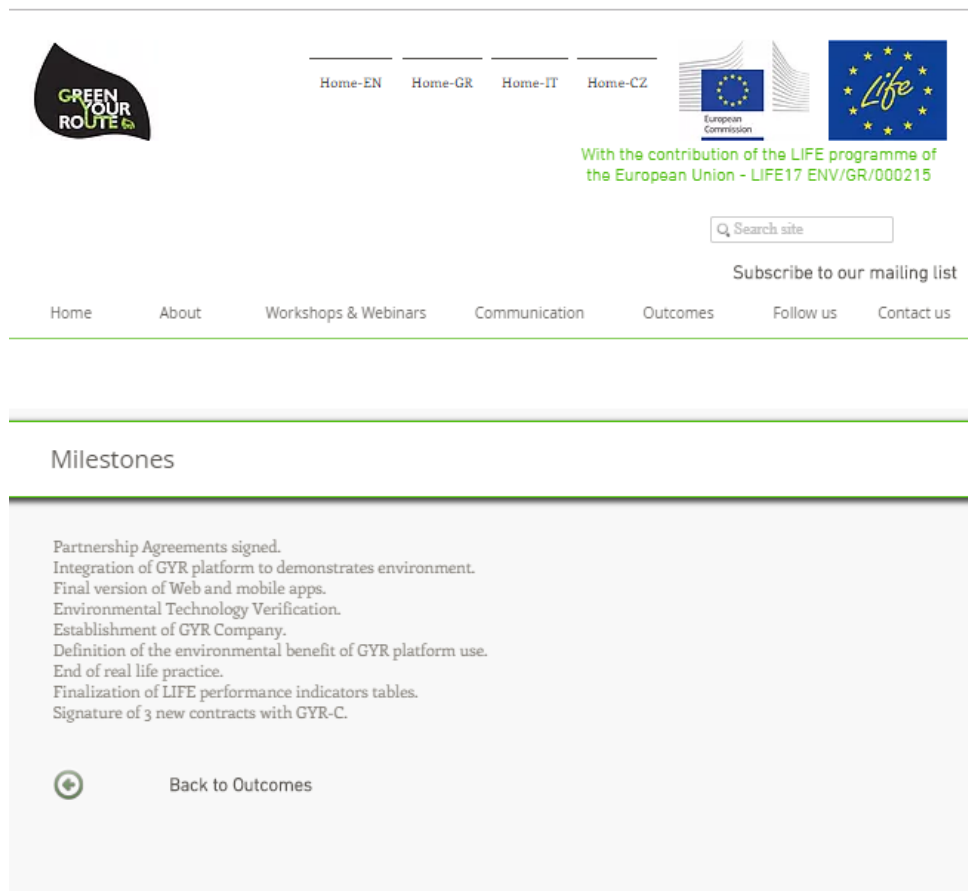 GREEN
YOUR
ROUTE
Home-EN
Home-GR
Home-IT
Home-CZ
European
Commission
Life
With the contribution of the LIFE programme of
the European Union - LIFE17 ENV/GR/000215
Search site
Subscribe to our mailing list
Home
About
Workshops & Webinars
Communication
Outcomes
Follow us
Contact us
Milestones
Partnership Agreements signed.
Integration of GYR platform to demonstrates environment.
Final version of Web and mobile apps.
Environmental Technology Verification.
Establishment of GYR Company.
Definition of the environmental benefit of GYR platform use.
End of real life practice.
Finalization of LIFE performance indicators tables.
Signature of 3 new contracts with GYR-C.
Back to Outcomes